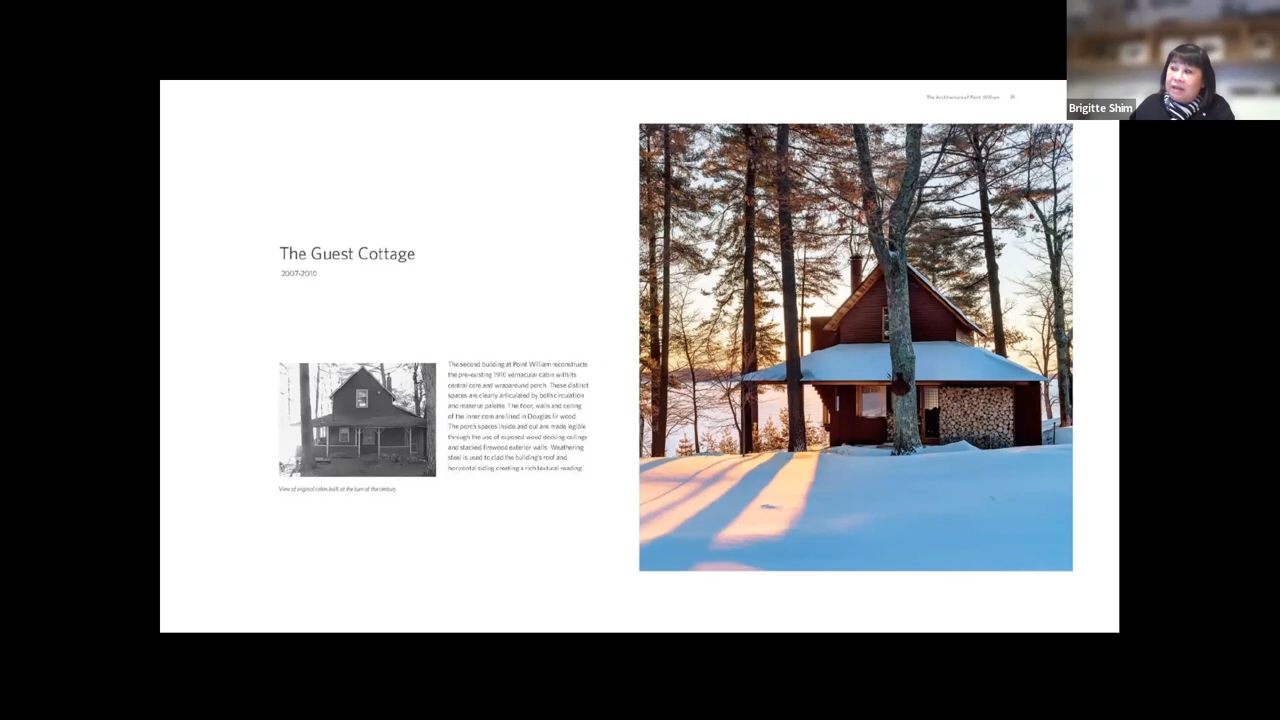 Brigitte Shim
The Architecture of Point William
The Guest Cottage
2007-2010
The second building at Point William reconstructs
the pre-existing 1910 vernacular cabin with its
central core and wraparound porch. These distinct
spaces are clearly articulated by both circulation
and material palette. The floor, walls and ceiling
of the inner core are lined in Douglas fir wood.
The porch spaces inside and out are made legible
through the use of exposed wood decking ceilings
and stacked firewood exterior walls. Weathering
steel is used to clad the building's roof and
horizontal siding creating a rich textural reading.
View of original cabin built at the turn of the century.